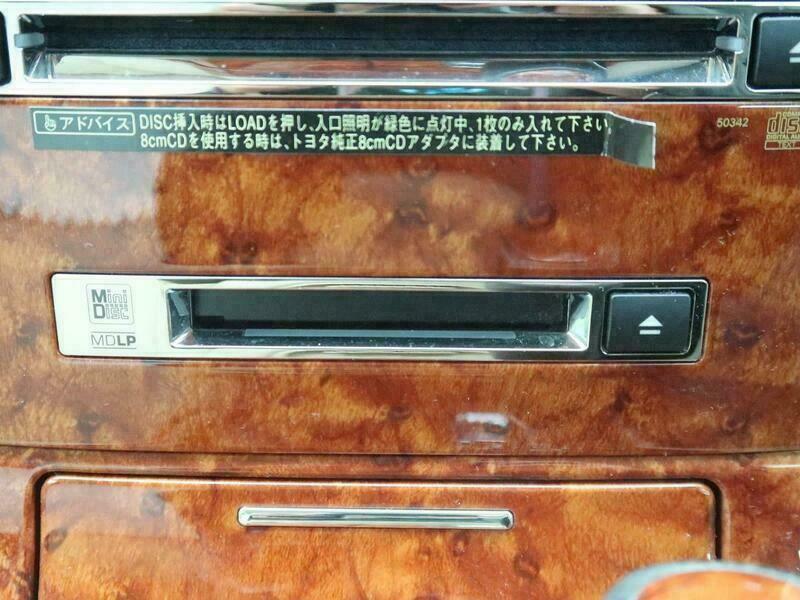 アドバイス DISC挿入時はLOADを押し、入口照明が緑色に点灯中、1枚のみ入れて下さい
8cmCDを使用する時は、トヨタ純正8cmCDアダプタに装着して下さい。
50342
DIGITAL AU
TEXT
Mini
Disc
MDLP